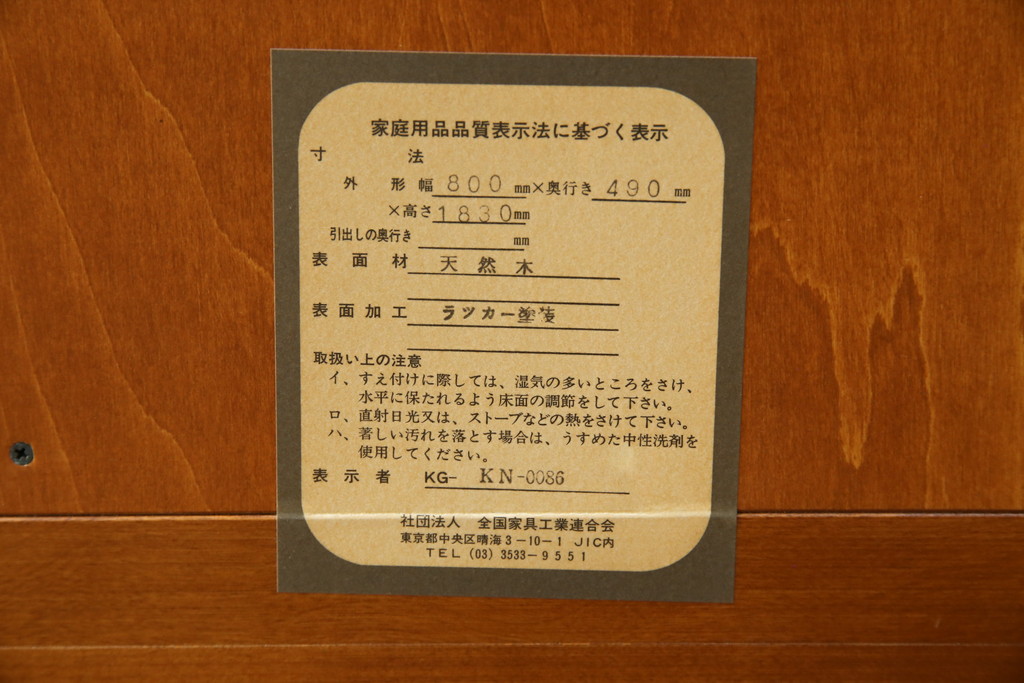 家庭用品品質表示法に基づく表示
寸法
外形幅 800 mm×奥行き 490 mm
×高さ 1830mm
引出しの奥行き mm
表面材 天然木
表面加工 ラツカー塗装
取扱い上の注意
イ、すえ付けに際しては、湿気の多いところをさけ、
水平に保たれるよう床面の調節をして下さい。
ロ、直射日光又は、ストーブなどの熱をさけて下さい。
ハ、著しい汚れを落とす場合は、うすめた中性洗剤を
使用してください。
表示者 KG- KN-0086
社団法人 全国家具工業連合会
東京都中央区晴海3-10-1 JIC内
TEL (03) 3533-9551